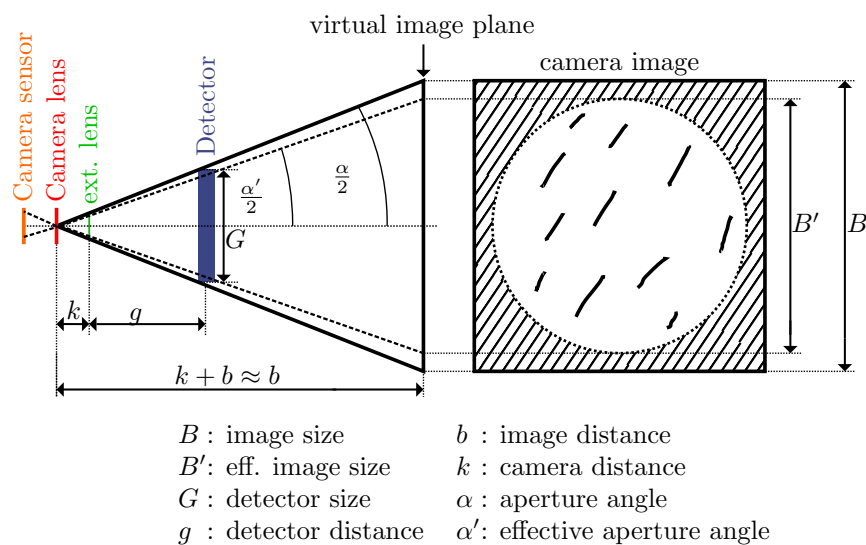 virtual image plane
camera image
Camera sensor
Camera lens
ext. lens
Detector
α′/2
α/2
G
B′
B
k
g
k + b ≈ b
B : image size
b : image distance
B′: eff. image size
k : camera distance
G : detector size
α : aperture angle
g : detector distance
α′: effective aperture angle